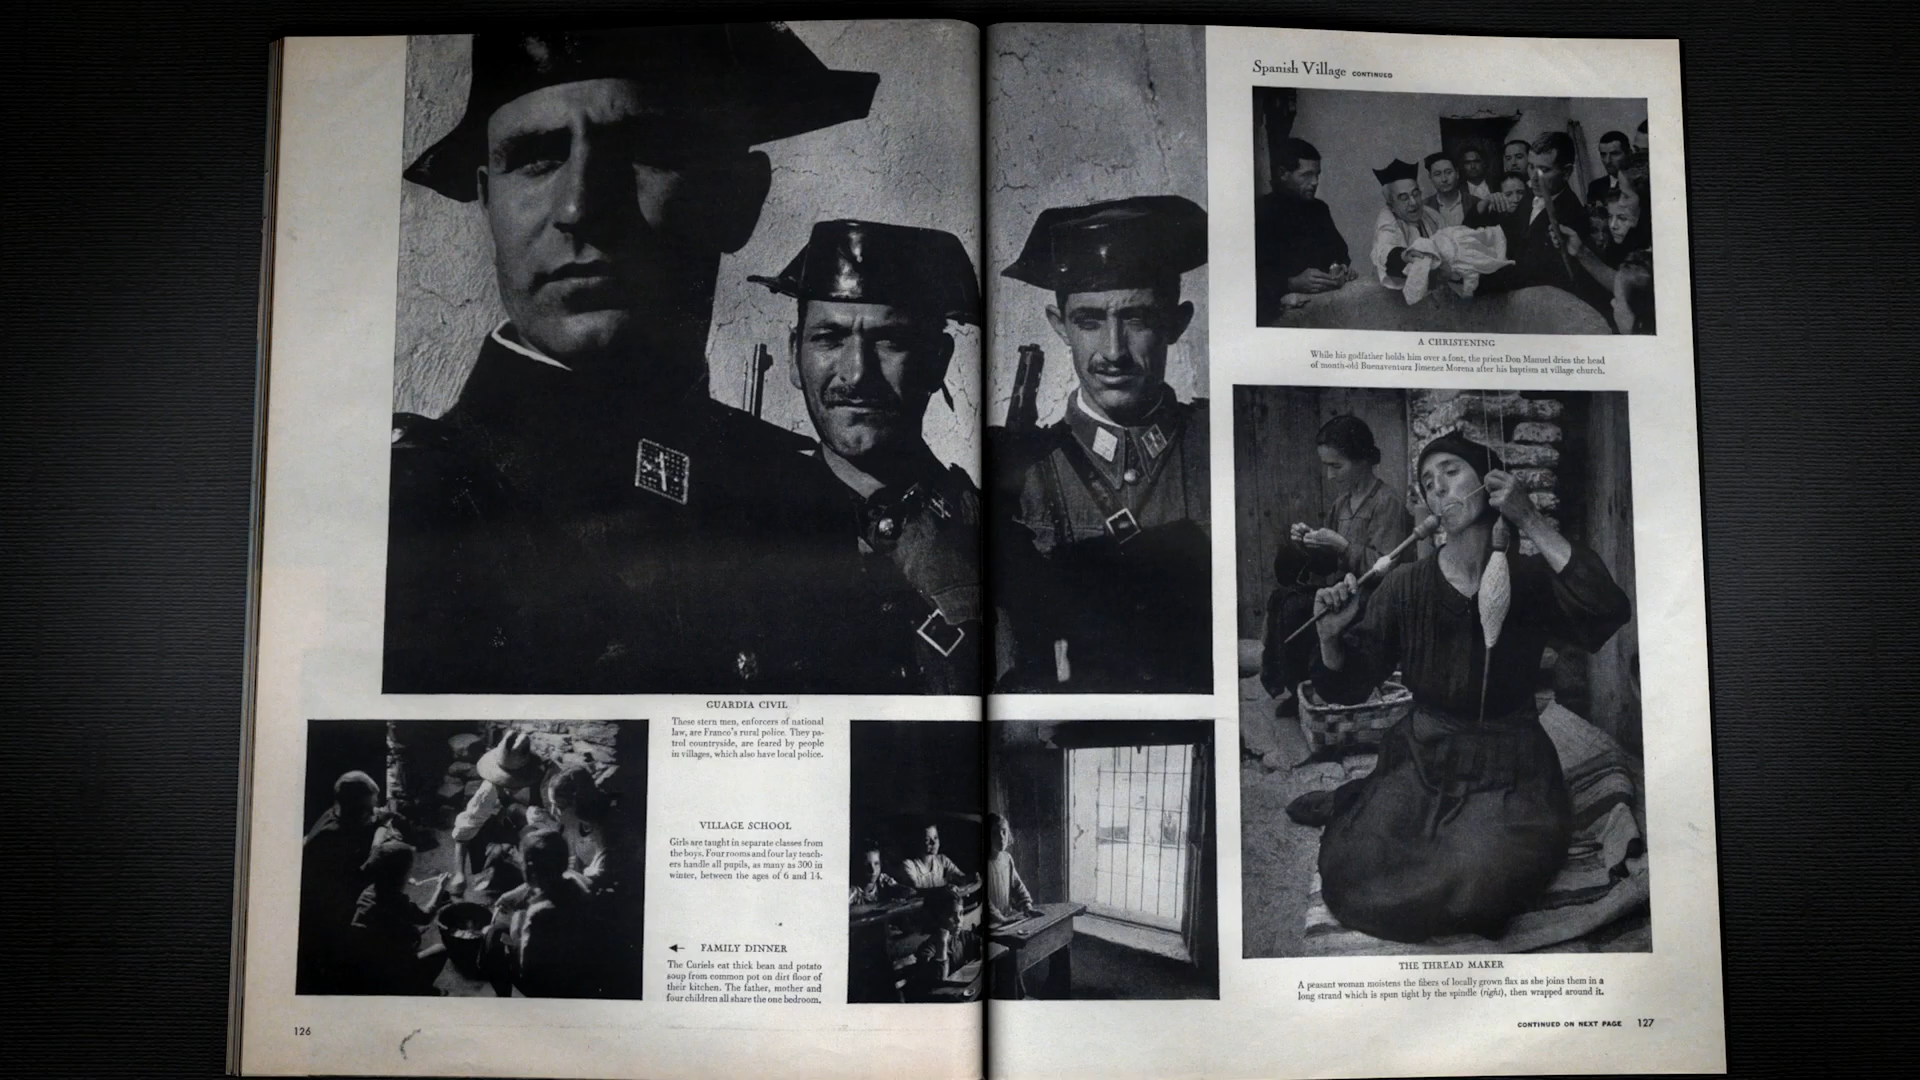 GUARDIA CIVIL
These stern men, enforcers of national
law, are Franco's rural police. They pa-
trol countryside, are feared by people
in villages, which also have local police.
VILLAGE SCHOOL
Girls are taught in separate classes from
the boys. Four rooms and four lay teach-
ers handle all pupils, as many as 300 in
winter, between the ages of 6 and 14.
FAMILY DINNER
The Curiels eat thick bean and potato
soup from common pot on dirt floor of
their kitchen. The father, mother and
four children all share the one bedroom.
126
Spanish Village CONTINUED
A CHRISTENING
While his godfather holds him over a font, the priest Don Manuel dries the head
of month-old Buenaventura Jimenez Morena after his baptism at village church.
THE THREAD MAKER
A peasant woman moistens the fibers of locally grown flax as she joins them in a
long strand which is spun tight by the spindle (right), then wrapped around it.
CONTINUED ON NEXT PAGE 127